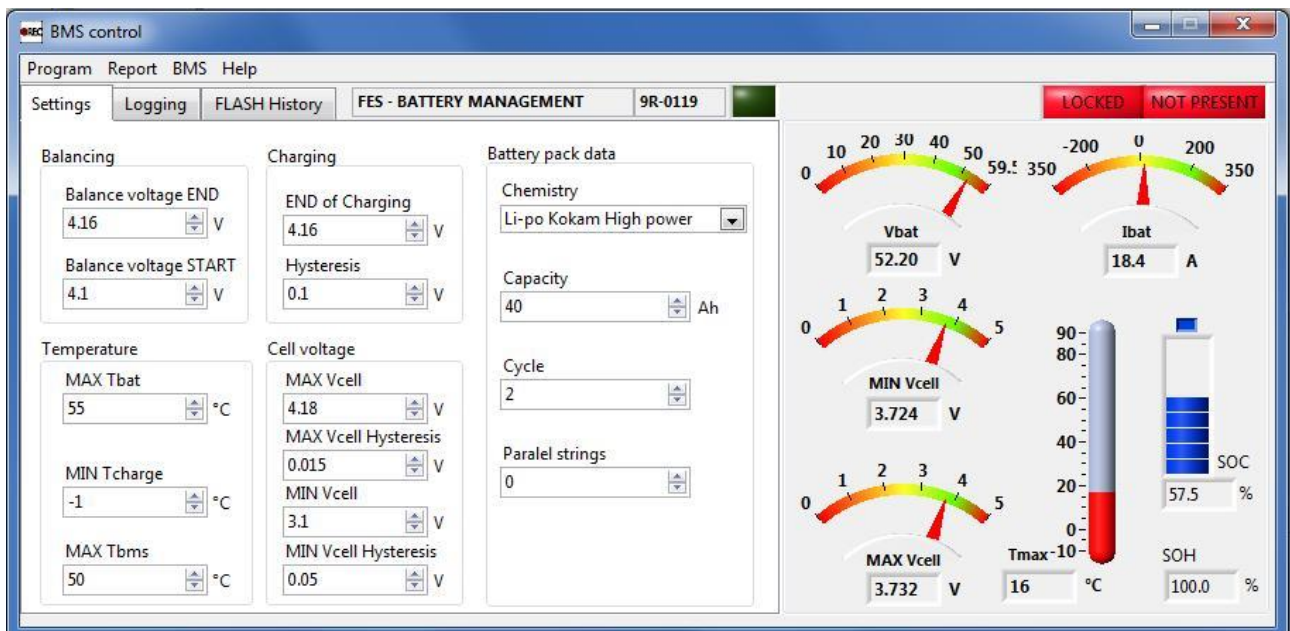 REC BMS control
Program Report BMS Help
Settings Logging FLASH History FES - BATTERY MANAGEMENT 9R-0119 LOCKED NOT PRESENT
Balancing
Balance voltage END
4.16 V
Balance voltage START
4.1 V
Charging
END of Charging
4.16 V
Hysteresis
0.1 V
Temperature
MAX Tbat
55 °C
MIN Tcharge
-1 °C
MAX Tbms
50 °C
Cell voltage
MAX Vcell
4.18 V
MAX Vcell Hysteresis
0.015 V
MIN Vcell
3.1 V
MIN Vcell Hysteresis
0.05 V
Battery pack data
Chemistry
Li-po Kokam High power
Capacity
40 Ah
Cycle
2
Paralel strings
0
0 10 20 30 40 50 59.5
Vbat
52.20 V
350 -200 0 200 350
Ibat
18.4 A
0 1 2 3 4 5
MIN Vcell
3.724 V
0 1 2 3 4 5
MAX Vcell
3.732 V
90
80
60
40
20
0
-10
Tmax
16 °C
SOC
57.5 %
SOH
100.0 %